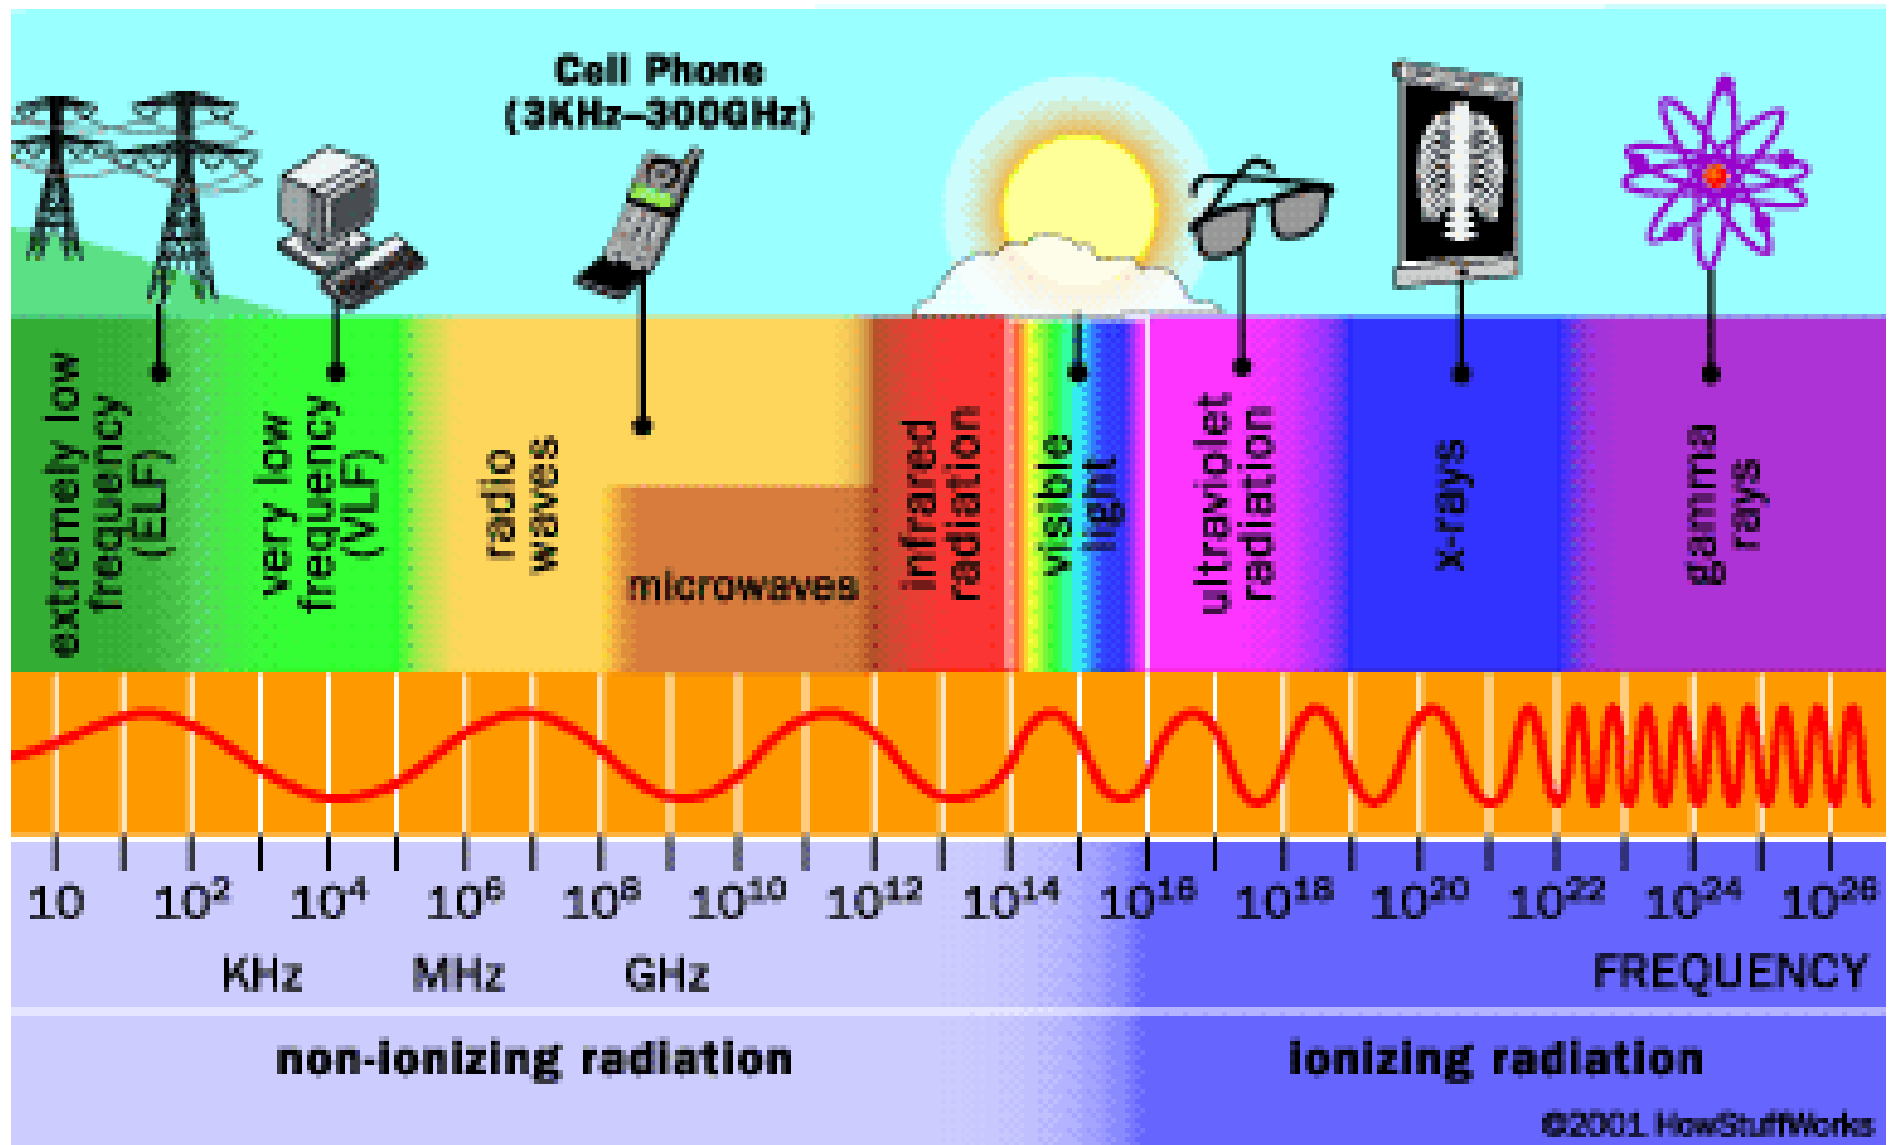 Cell Phone
(3KHz–300GHz)
extremely low
frequency
(ELF)
very low
frequency
(VLF)
radio
waves
microwaves
infrared
radiation
visible
light
ultraviolet
radiation
x-rays
gamma
rays
10 10² 10⁴ 10⁶ 10⁸ 10¹⁰ 10¹² 10¹⁴ 10¹⁶ 10¹⁸ 10²⁰ 10²² 10²⁴ 10²⁶
KHz MHz GHz FREQUENCY
non-ionizing radiation ionizing radiation
©2001 HowStuffWorks